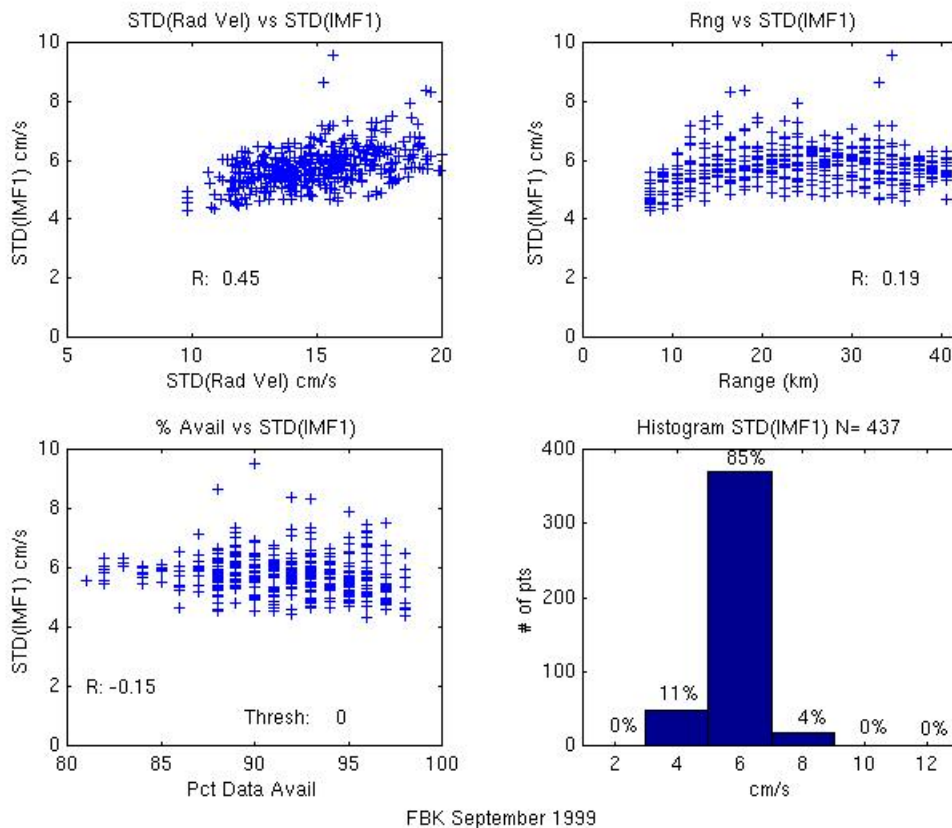 STD(Rad Vel) vs STD(IMF1)
10
8
6
4
2
0
STD(IMF1) cm/s
R: 0.45
5
10
15
20
STD(Rad Vel) cm/s
Rng vs STD(IMF1)
10
8
6
4
2
0
STD(IMF1) cm/s
R: 0.19
0
10
20
30
40
Range (km)
% Avail vs STD(IMF1)
10
8
6
4
2
0
STD(IMF1) cm/s
R: -0.15
Thresh: 0
80
85
90
95
100
Pct Data Avail
Histogram STD(IMF1) N= 437
400
300
200
100
0
# of pts
0%
11%
85%
4%
0%
0%
2
4
6
8
10
12
cm/s
FBK September 1999